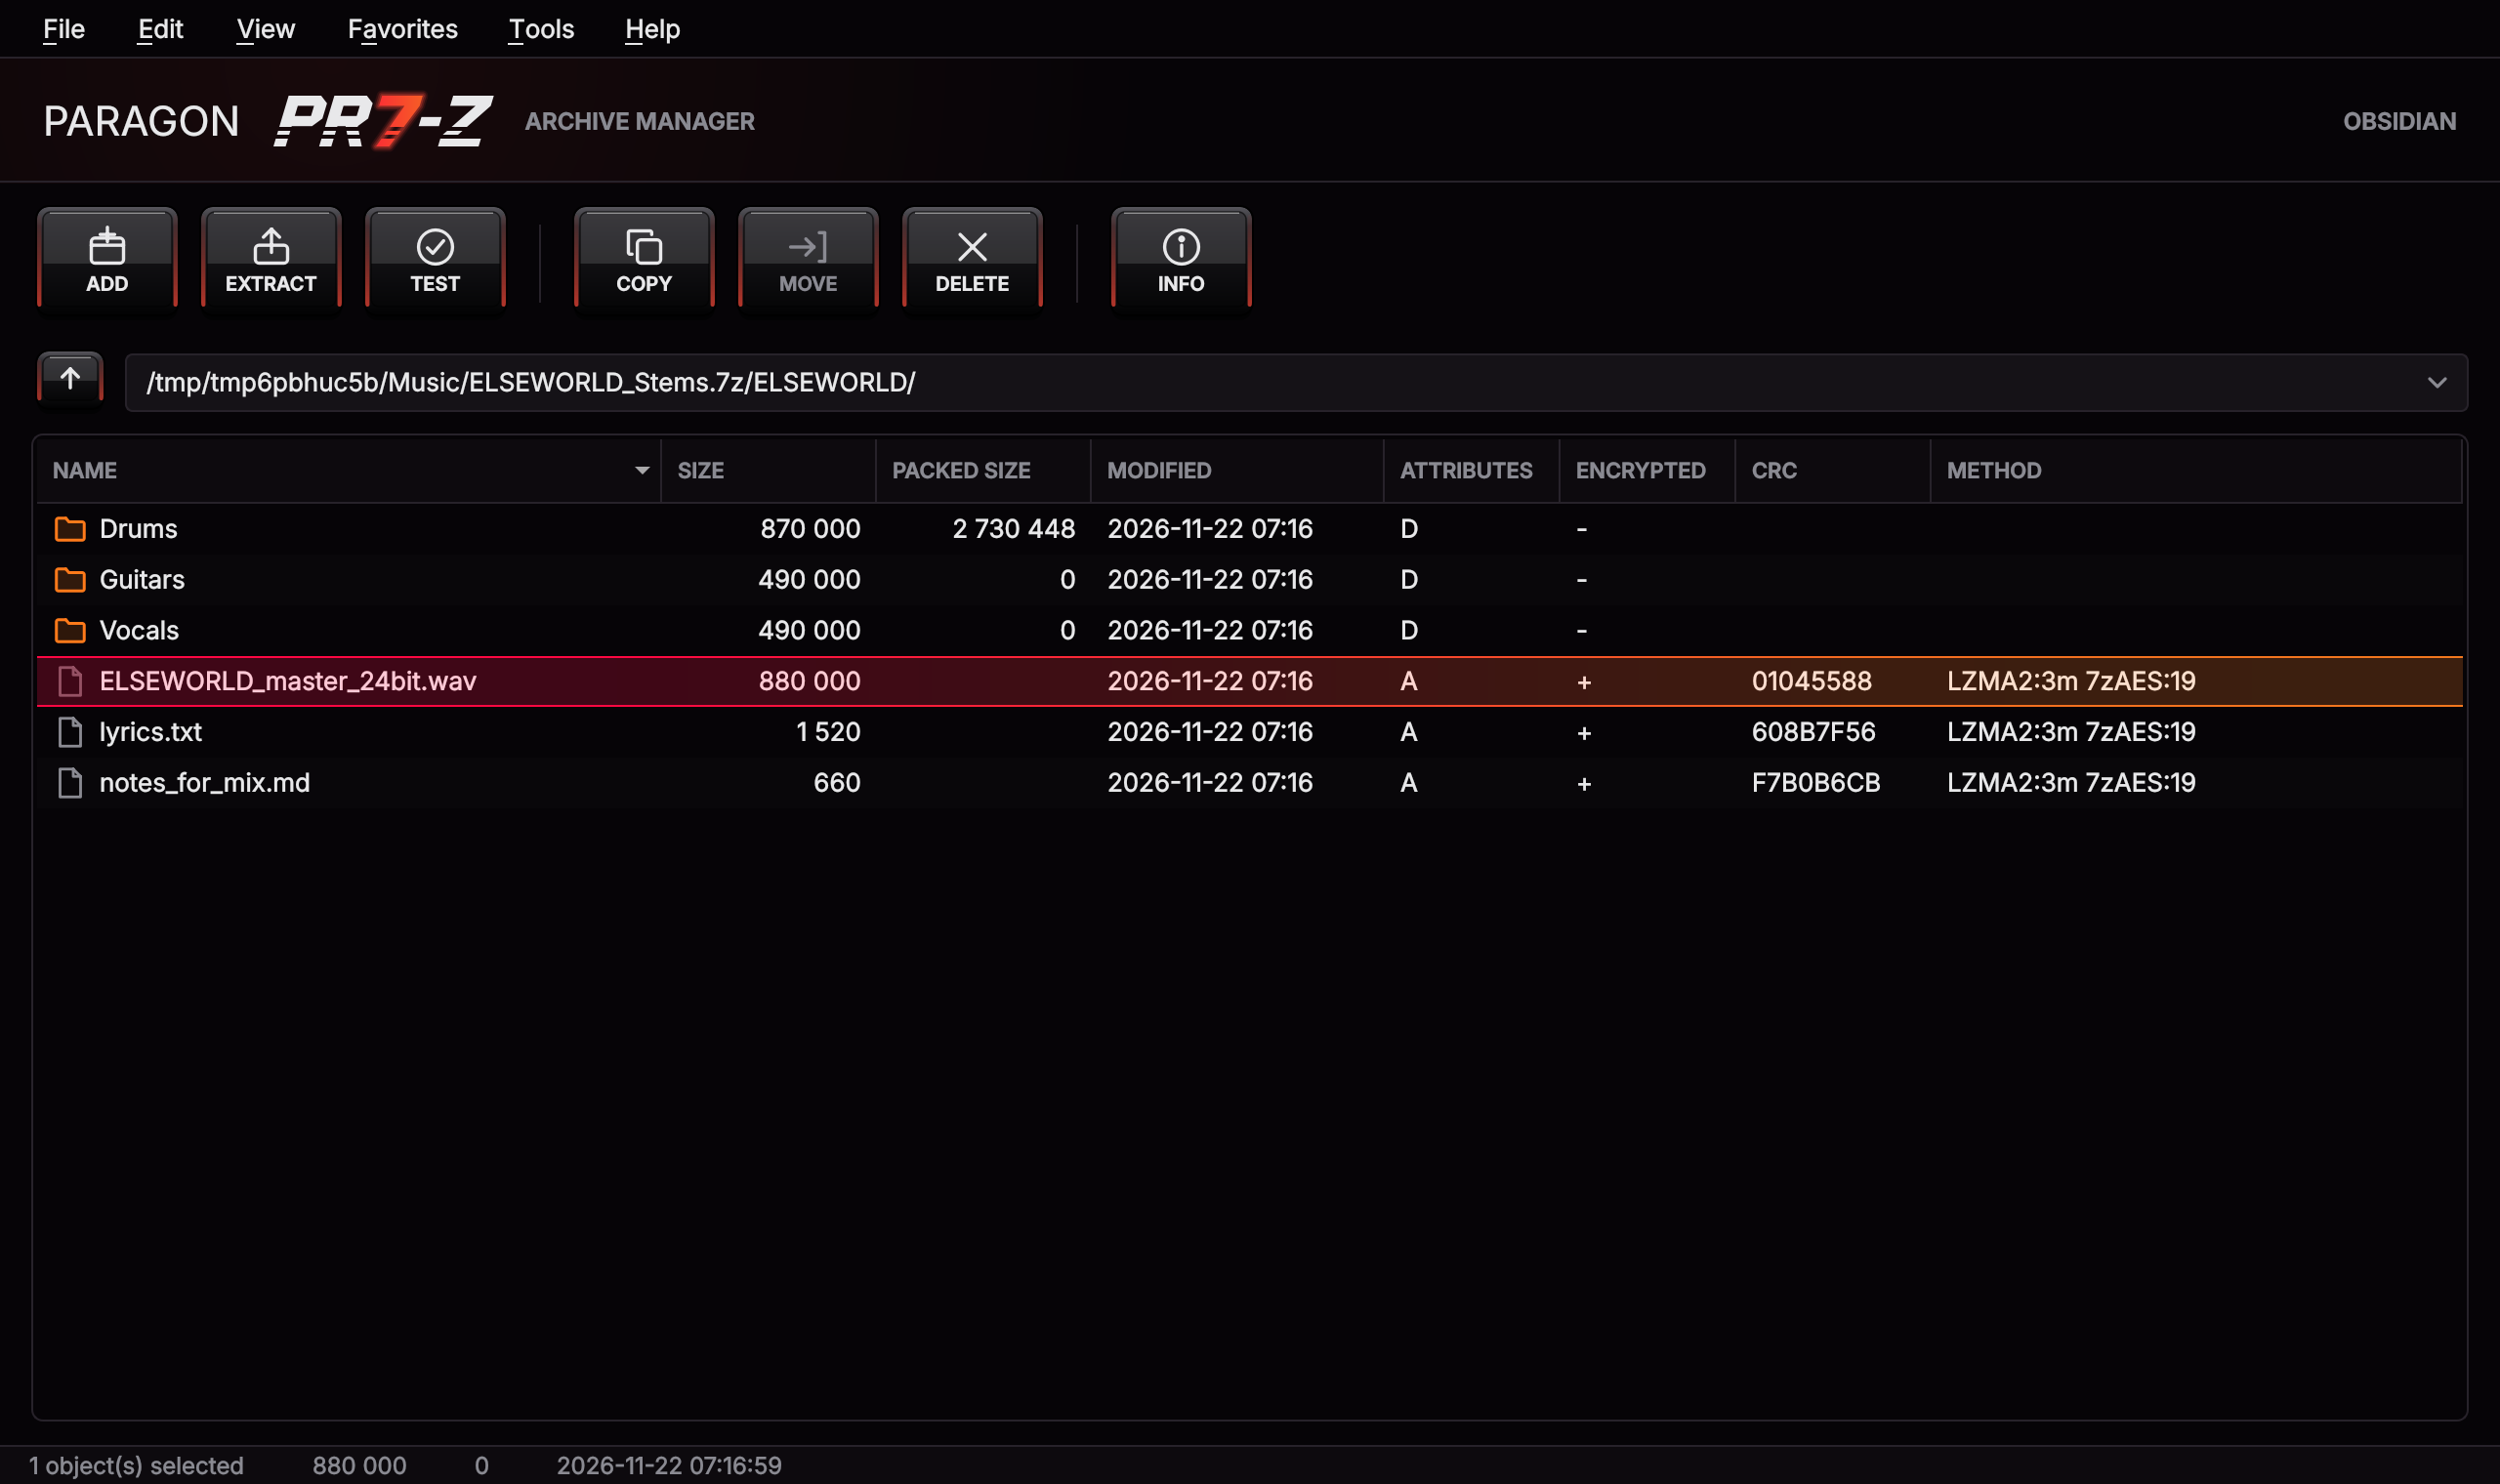 File Edit View Favorites Tools Help
PARAGON PR7-Z ARCHIVE MANAGER OBSIDIAN
ADD EXTRACT TEST COPY MOVE DELETE INFO
/tmp/tmp6pbhuc5b/Music/ELSEWORLD_Stems.7z/ELSEWORLD/
NAME SIZE PACKED SIZE MODIFIED ATTRIBUTES ENCRYPTED CRC METHOD
Drums 870 000 2 730 448 2026-11-22 07:16 D -
Guitars 490 000 0 2026-11-22 07:16 D -
Vocals 490 000 0 2026-11-22 07:16 D -
ELSEWORLD_master_24bit.wav 880 000 2026-11-22 07:16 A + 01045588 LZMA2:3m 7zAES:19
lyrics.txt 1 520 2026-11-22 07:16 A + 608B7F56 LZMA2:3m 7zAES:19
notes_for_mix.md 660 2026-11-22 07:16 A + F7B0B6CB LZMA2:3m 7zAES:19
1 object(s) selected 880 000 0 2026-11-22 07:16:59